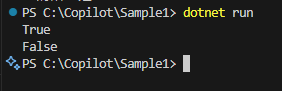 PS C:\Copilot\Sample1> dotnet run
True
False
PS C:\Copilot\Sample1>